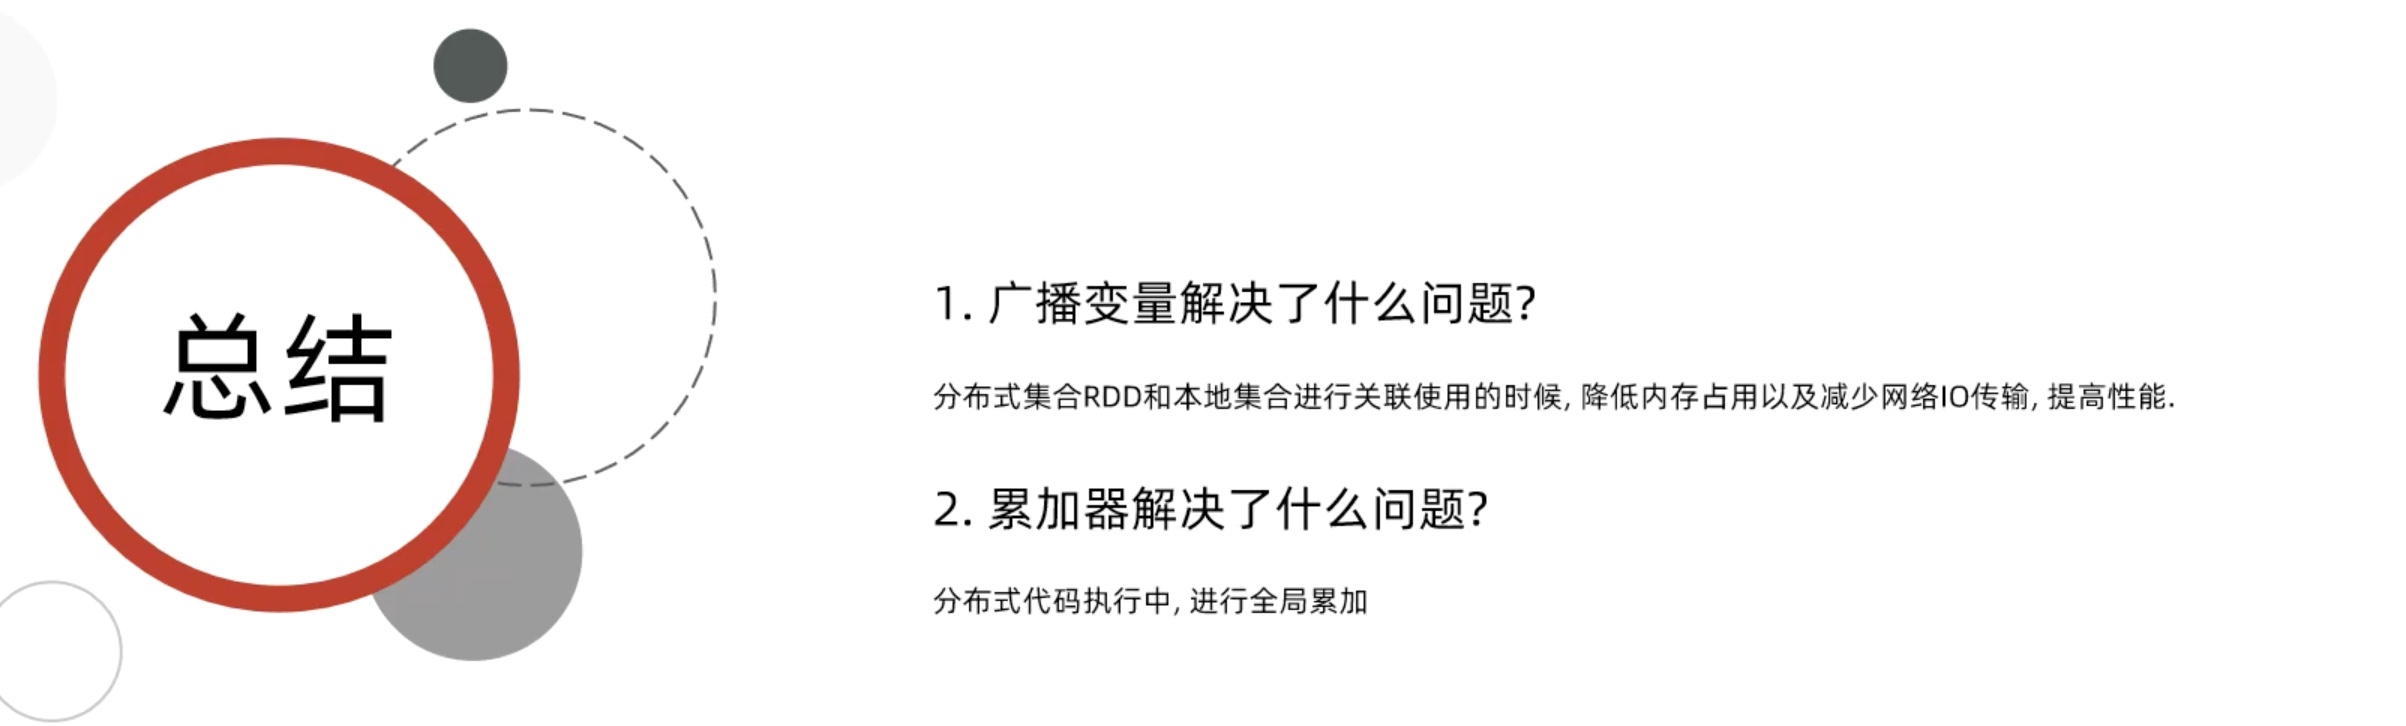 总结
1. 广播变量解决了什么问题?
分布式集合RDD和本地集合进行关联使用的时候, 降低内存占用以及减少网络IO传输, 提高性能.
2. 累加器解决了什么问题?
分布式代码执行中, 进行全局累加